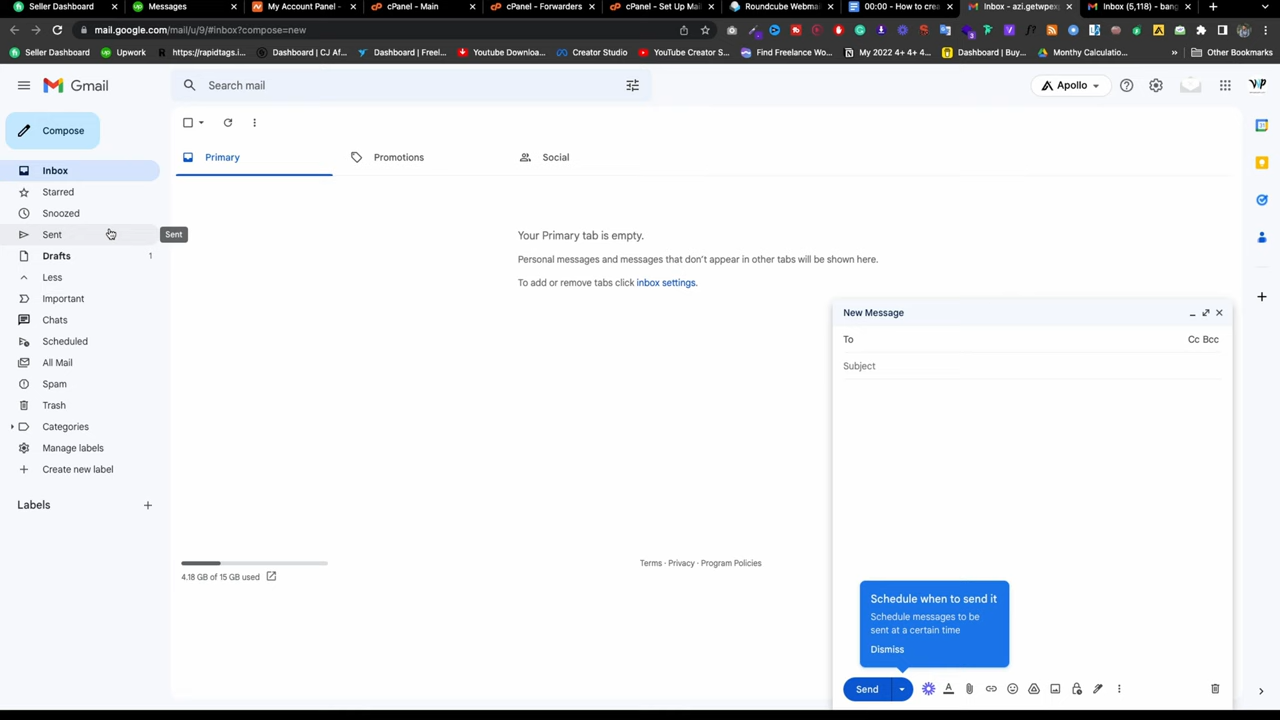 Seller Dashboard
Messages
My Account Panel -
cPanel - Main
cPanel - Forwarders
cPanel - Set Up Mai
Roundcube Webma
00:00 - How to crea
Inbox - azi.getwpex
Inbox (5,118) - bang
mail.google.com/mail/u/9/#inbox?compose=new
Seller Dashboard
Upwork
https://rapidtags.i...
Dashboard | CJ Af...
Dashboard | Freel...
Youtube Downloa...
Creator Studio
YouTube Creator S...
Find Freelance Wo...
My 2022 4+ 4+ 4...
Dashboard | Buy...
Monthy Calculatio...
Other Bookmarks
Gmail
Search mail
Apollo
Compose
Primary
Promotions
Social
Inbox
Starred
Snoozed
Sent
Sent
Drafts
1
Less
Important
Chats
Scheduled
All Mail
Spam
Trash
Categories
Manage labels
Create new label
Labels
Your Primary tab is empty.
Personal messages and messages that don't appear in other tabs will be shown here.
To add or remove tabs click inbox settings.
4.18 GB of 15 GB used
Terms · Privacy · Program Policies
New Message
To
Cc Bcc
Subject
Schedule when to send it
Schedule messages to be
sent at a certain time
Dismiss
Send